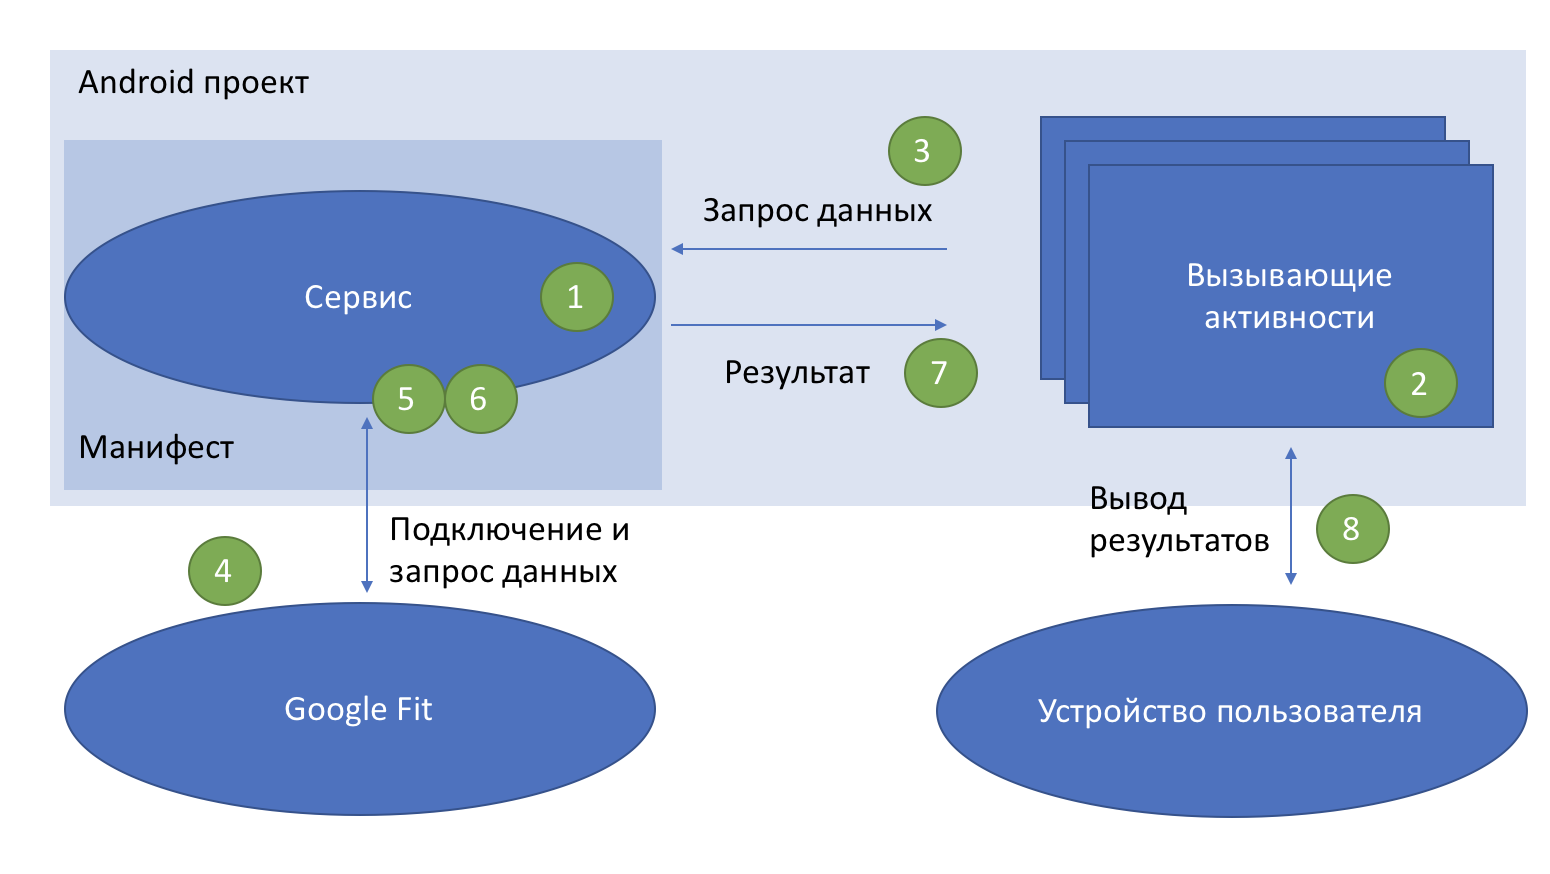 Android проект
3
Запрос данных
Сервис
1
Вызывающие
активности
Результат
7
2
5
6
Манифест
Подключение и
запрос данных
4
Вывод
результатов
8
Google Fit
Устройство пользователя